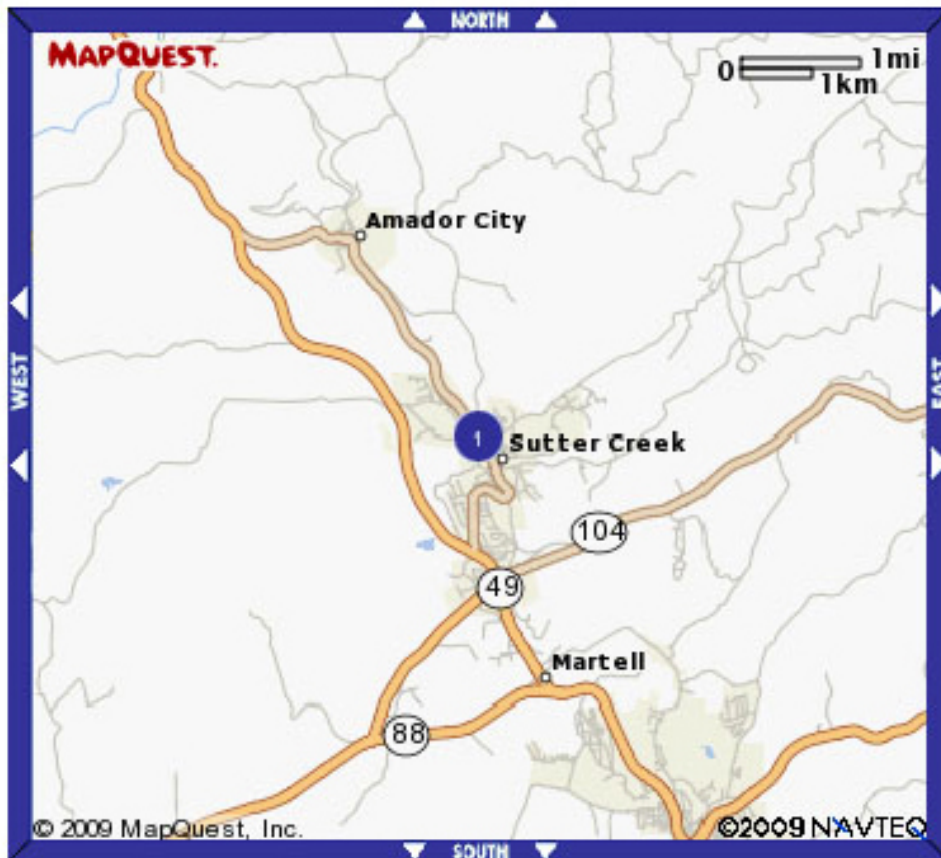 NORTH
MAPQUEST.
0 1mi
1km
Amador City
WEST
EAST
1
Sutter Creek
104
49
Martell
88
© 2009 MapQuest, Inc.
©2009 NAVTEQ
SOUTH